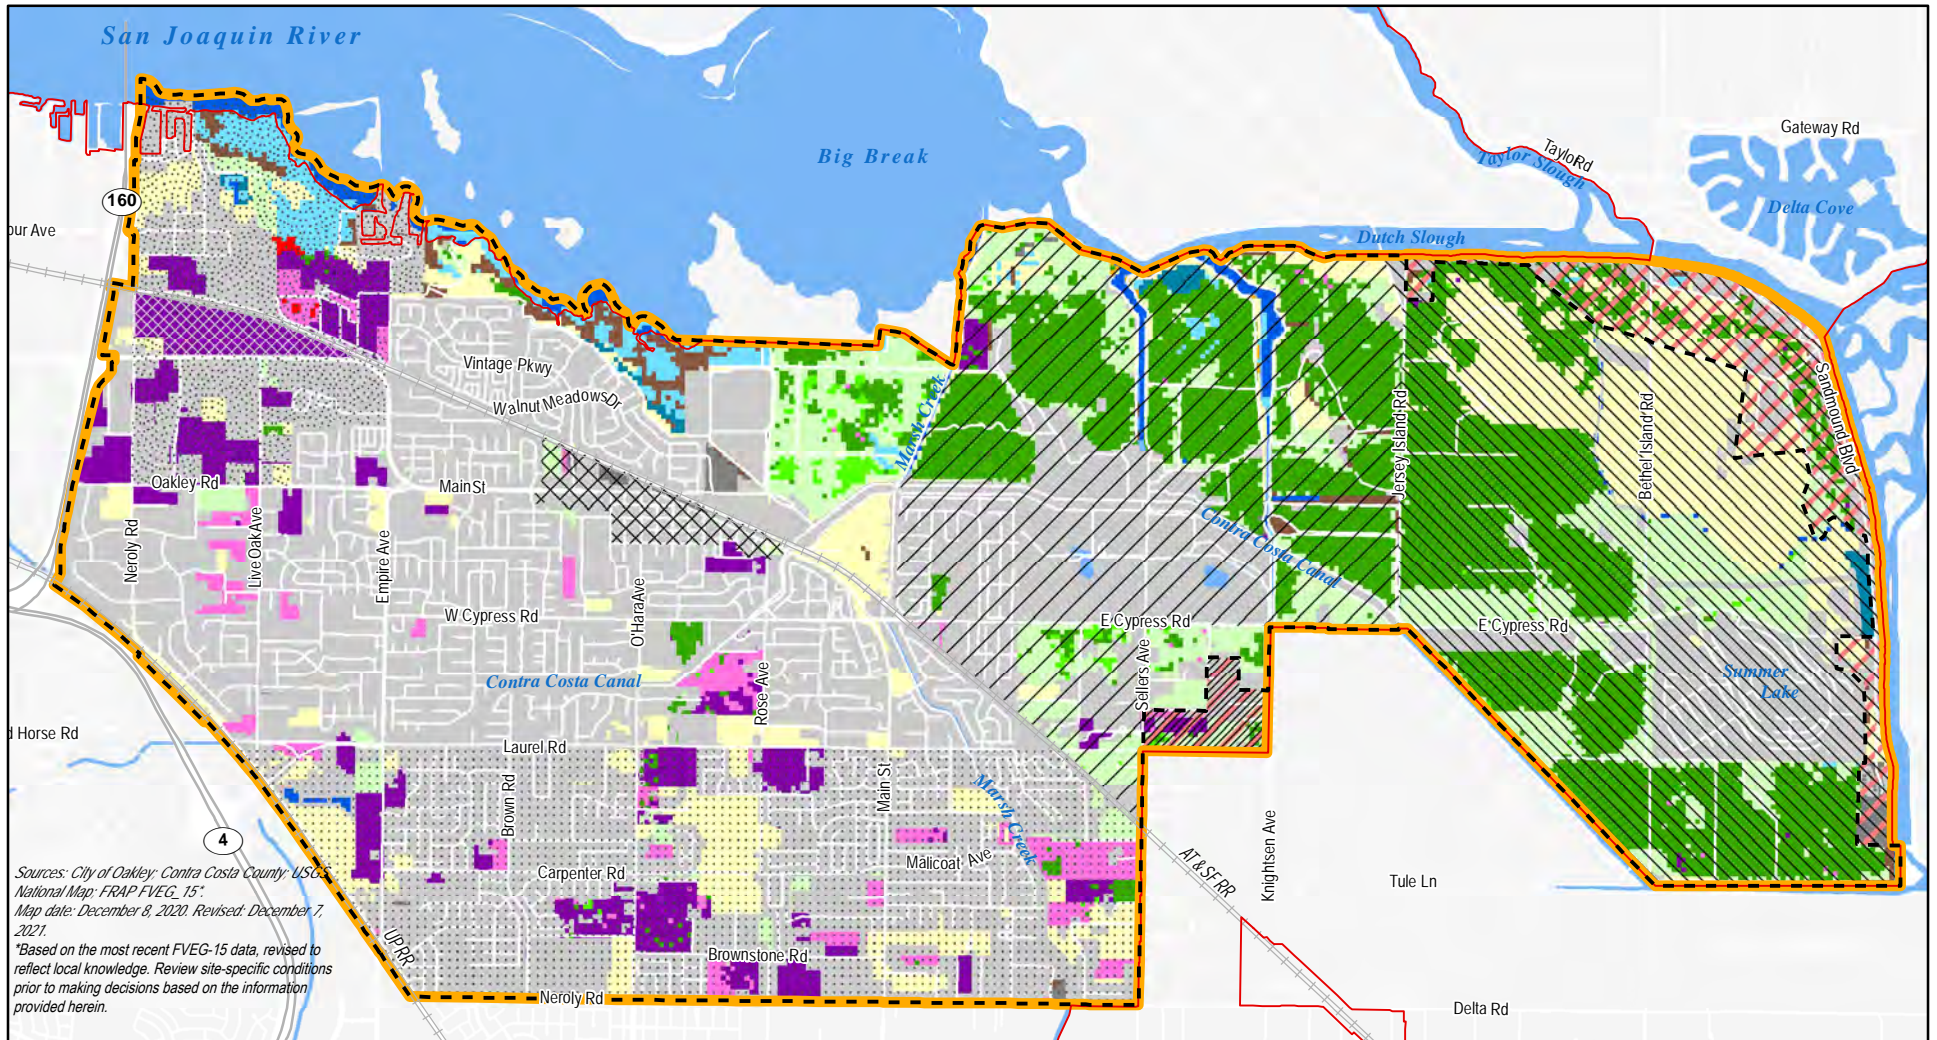 San Joaquin River
Big Break
Gateway Rd
Taylor Slough
Delta Cove
Dutch Slough
160
our Ave
Vintage Pkwy
Walnut Meadows Dr
Marsh Creek
Jersey Island Rd
Bethel Island Rd
Sandmound Blvd
Oakley Rd
Main St
Neroly Rd
Live Oak Ave
Empire Ave
O'Hara Ave
W Cypress Rd
Contra Costa Canal
E Cypress Rd
E Cypress Rd
Sellers Ave
Summer
Lake
Contra Costa Canal
Rose Ave
d Horse Rd
Laurel Rd
Brown Rd
Main St
Marsh Creek
4
Carpenter Rd
Malicoat Ave
AT & SF RR
Knightsen Ave
Tule Ln
UPRR
Brownstone Rd
Neroly Rd
Delta Rd
Sources: City of Oakley; Contra Costa County; USGS
National Map; FRAP FVEG_15*.
Map date: December 8, 2020. Revised: December 7,
2021.
*Based on the most recent FVEG-15 data, revised to
reflect local knowledge. Review site-specific conditions
prior to making decisions based on the information
provided herein.